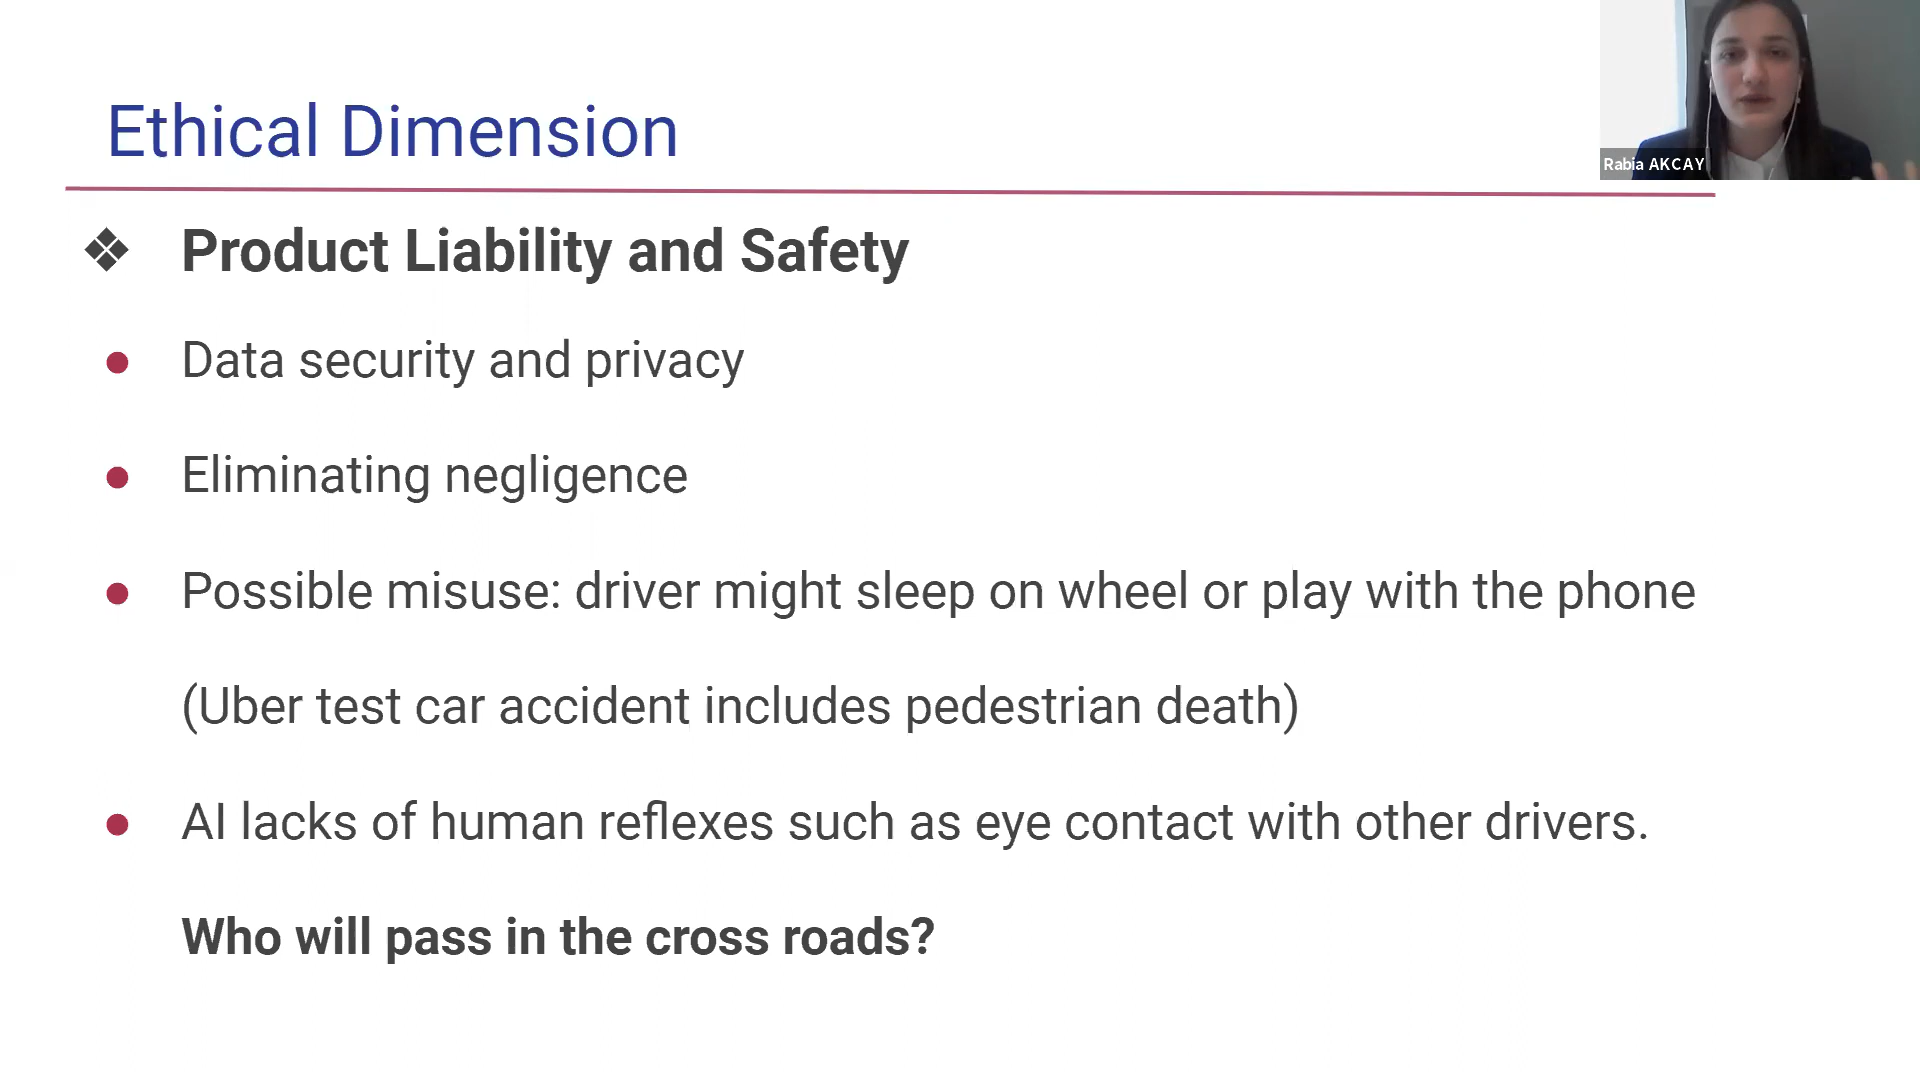 Ethical Dimension
Rabia AKCAY
❖ Product Liability and Safety
● Data security and privacy
● Eliminating negligence
● Possible misuse: driver might sleep on wheel or play with the phone
(Uber test car accident includes pedestrian death)
● AI lacks of human reflexes such as eye contact with other drivers.
Who will pass in the cross roads?